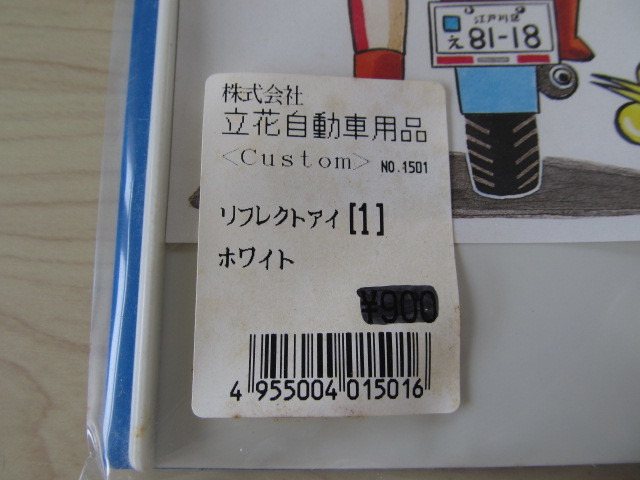 江戸川区
え 81-18
株式会社
立花自動車用品
<Custom> NO.1501
リフレクトアイ [1]
ホワイト
¥900
4 955004 015016